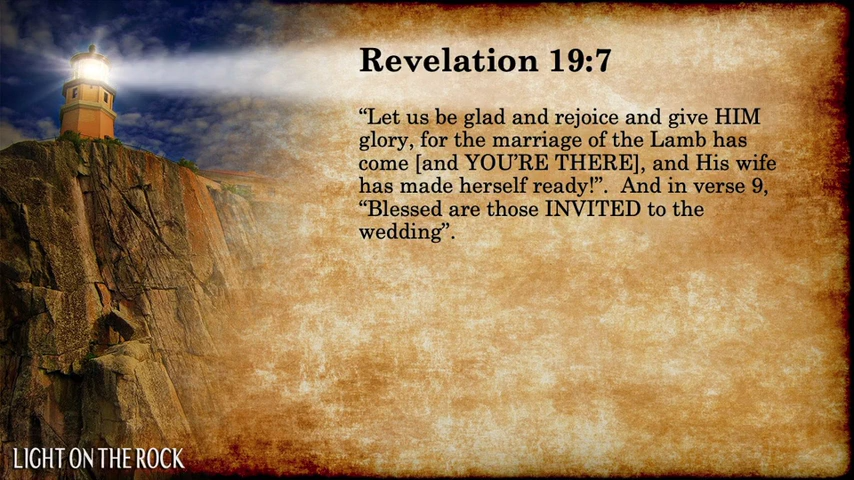 Revelation 19:7
“Let us be glad and rejoice and give HIM
glory, for the marriage of the Lamb has
come [and YOU’RE THERE], and His wife
has made herself ready!”.  And in verse 9,
“Blessed are those INVITED to the
wedding”.
LIGHT ON THE ROCK